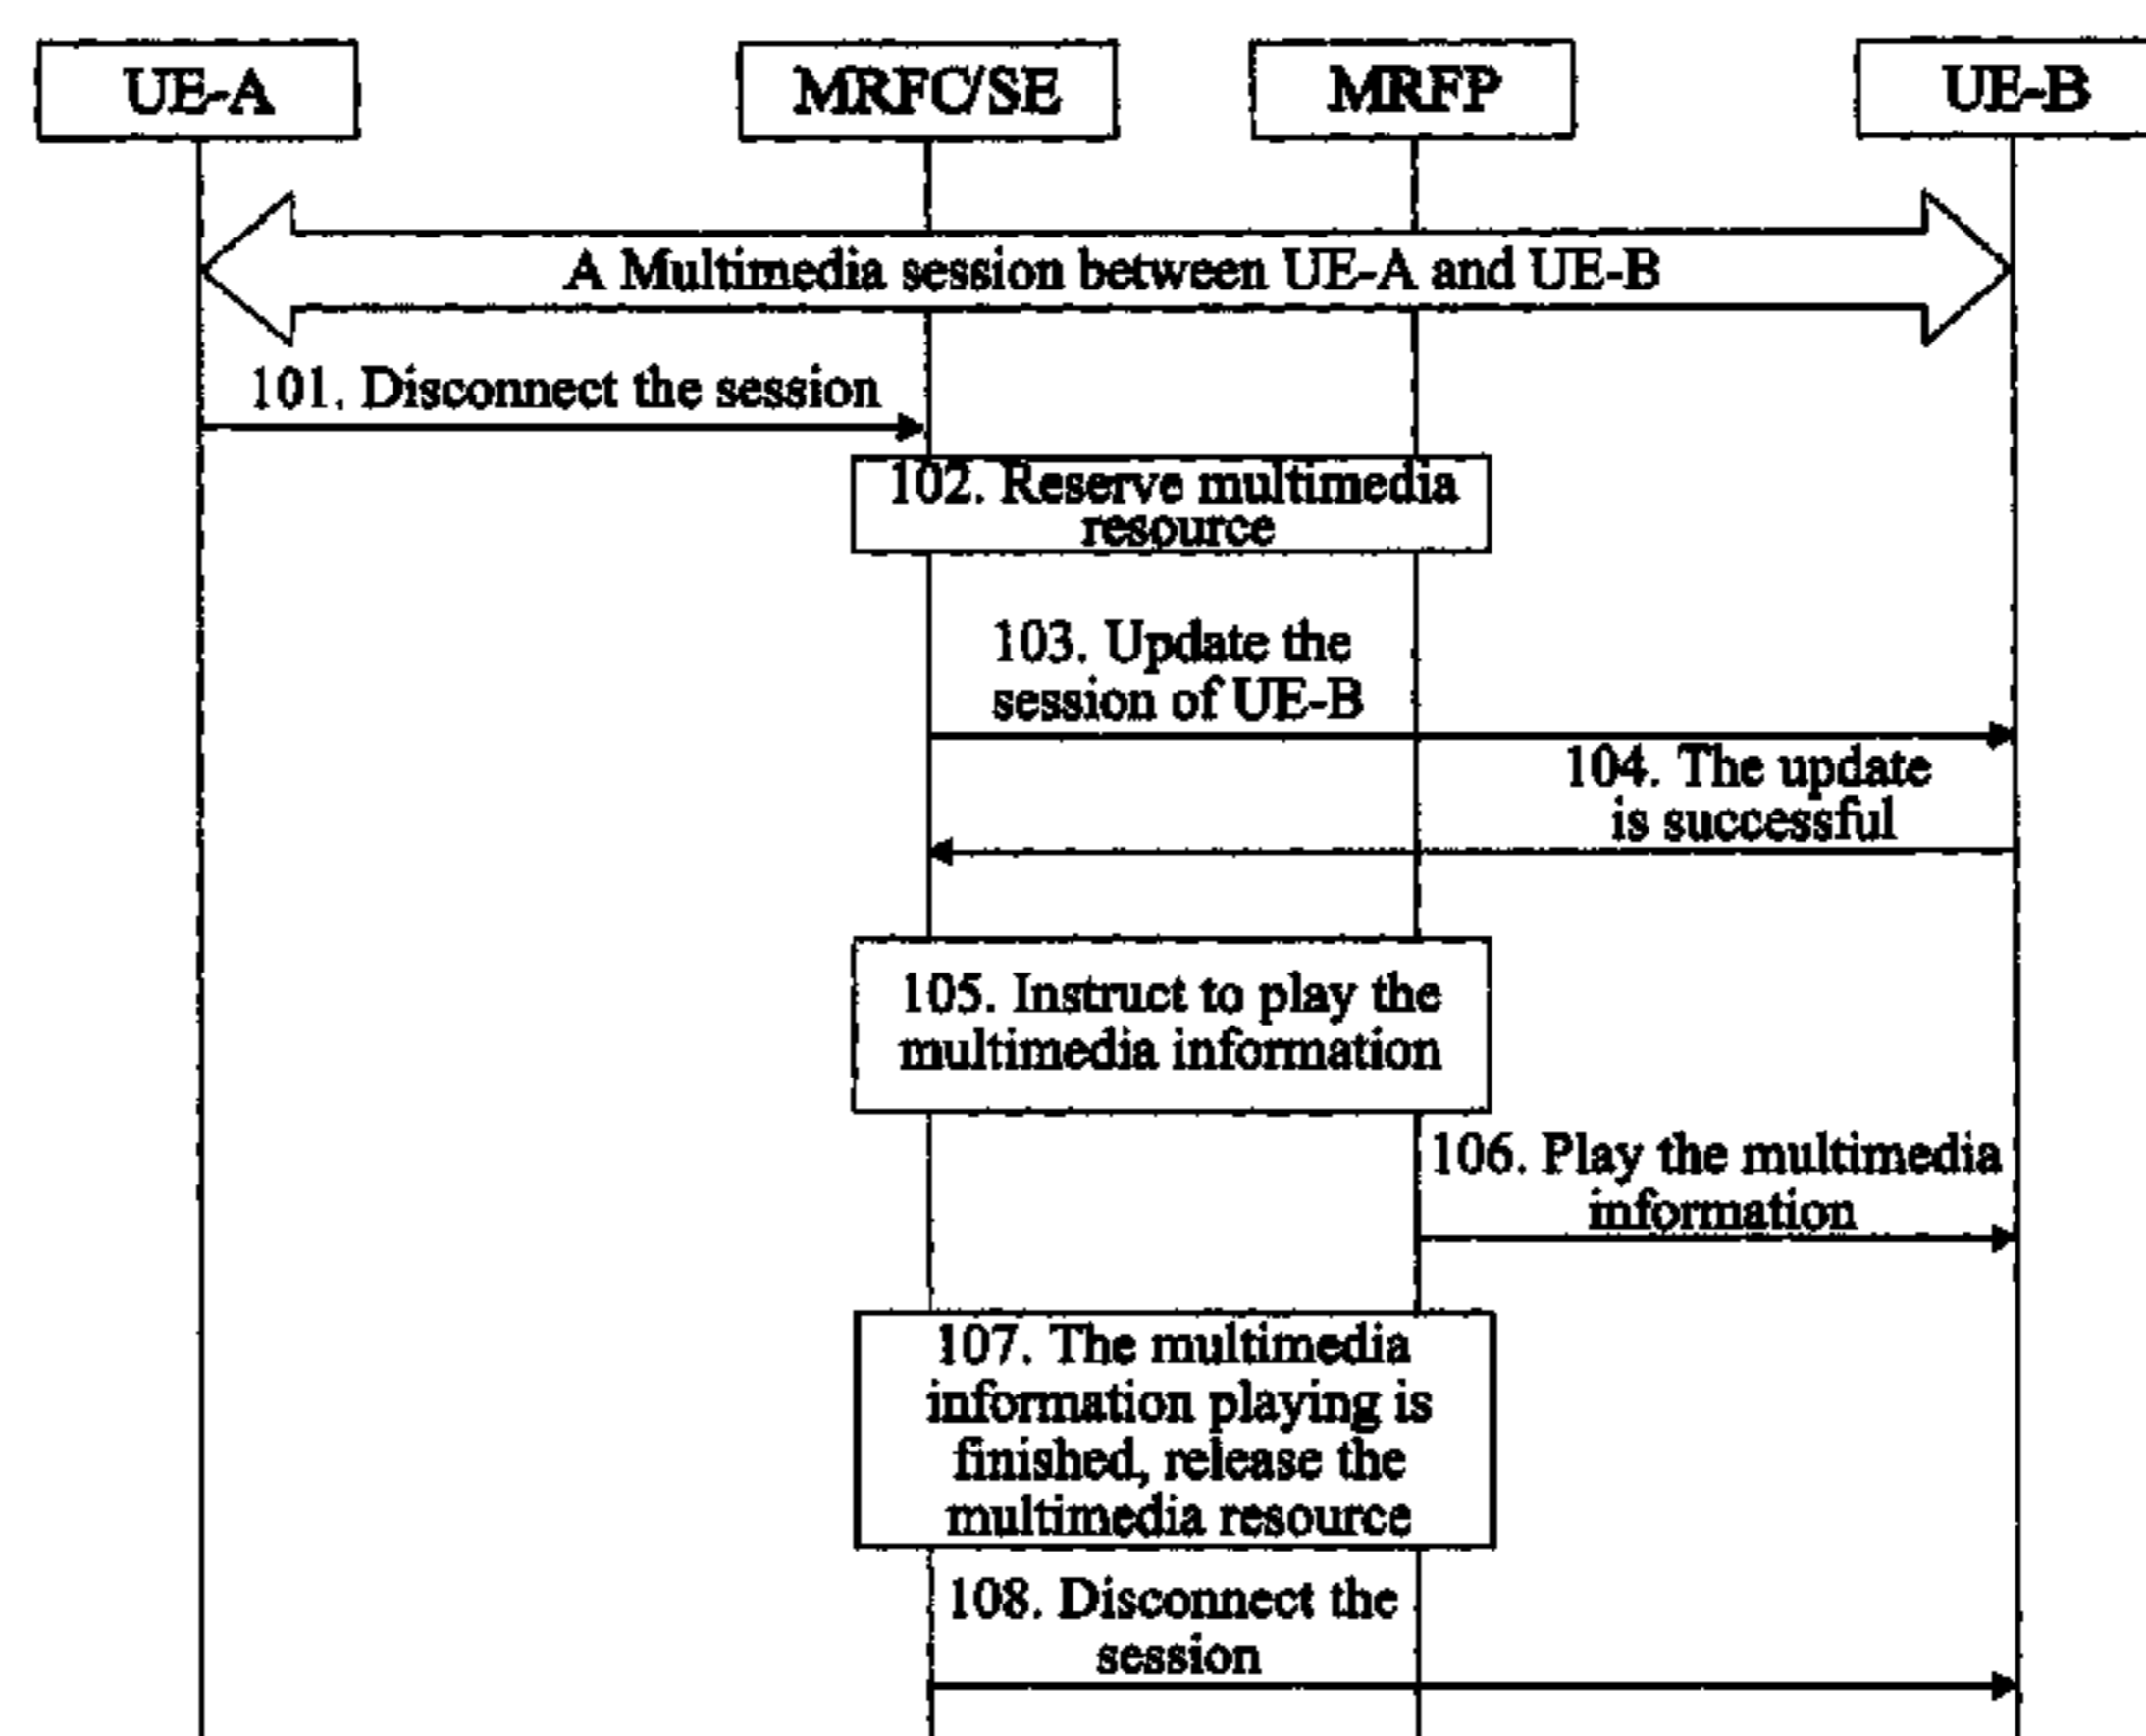 UE-A
MRFC/SE
MRFP
UE-B
A Multimedia session between UE-A and UE-B
101. Disconnect the session
102. Reserve multimedia
resource
103. Update the
session of UE-B
104. The update
is successful
105. Instruct to play the
multimedia information
106. Play the multimedia
information
107. The multimedia
information playing is
finished, release the
multimedia resource
108. Disconnect the
session